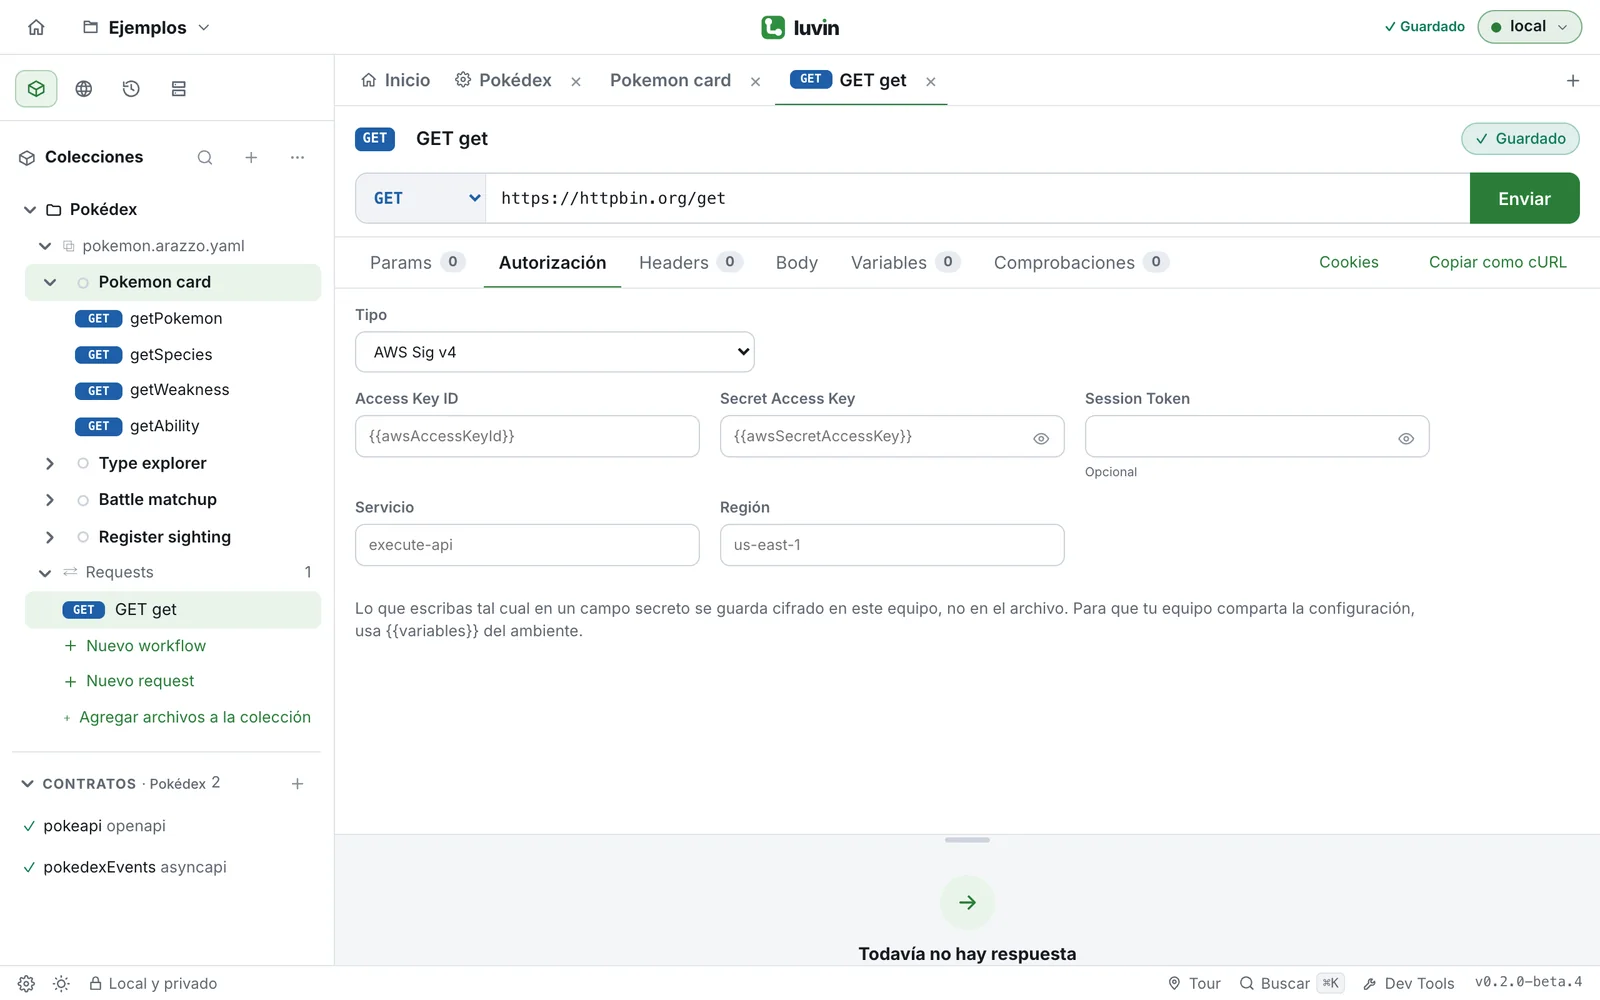 Ejemplos
luvin
Guardado
local
Inicio
Pokédex
Pokemon card
GET GET get
Colecciones
GET GET get
Guardado
GET https://httpbin.org/get Enviar
Pokédex
pokemon.arazzo.yaml
Pokemon card
GET getPokemon
GET getSpecies
GET getWeakness
GET getAbility
Type explorer
Battle matchup
Register sighting
Requests 1
GET GET get
+ Nuevo workflow
+ Nuevo request
+ Agregar archivos a la colección
CONTRATOS · Pokédex 2
pokeapi openapi
pokedexEvents asyncapi
Params 0
Autorización
Headers 0
Body
Variables 0
Comprobaciones 0
Cookies
Copiar como cURL
Tipo
AWS Sig v4
Access Key ID
{{awsAccessKeyId}}
Secret Access Key
{{awsSecretAccessKey}}
Session Token
Opcional
Servicio
execute-api
Región
us-east-1
Lo que escribas tal cual en un campo secreto se guarda cifrado en este equipo, no en el archivo. Para que tu equipo comparta la configuración,
usa {{variables}} del ambiente.
Todavía no hay respuesta
Local y privado
Tour
Buscar ⌘K
Dev Tools
v0.2.0-beta.4